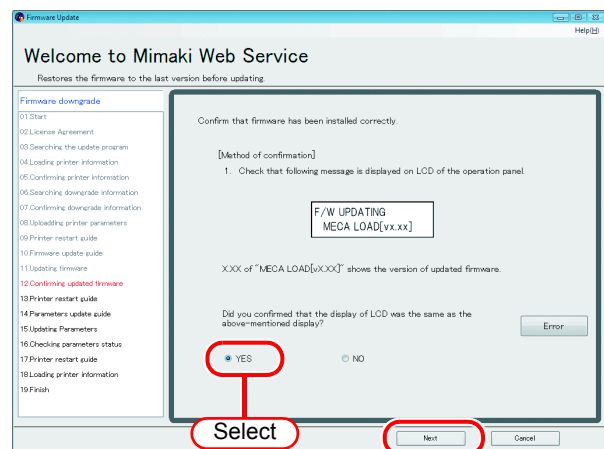 Firmware Update
Help(H)
Welcome to Mimaki Web Service
Restores the firmware to the last version before updating.
Firmware downgrade
01.Start
02.License Agreement
03.Searching the update program
04.Loading printer information
05.Confirming printer information
06.Searching downgrade information
07.Confirming downgrade information
08.Uploadding printer parameters
09.Printer restart guide
10.Firmware update guide
11.Updating firmware
12.Confirming updated firmware
13.Printer restart guide
14.Parameters update guide
15.Updating Parameters
16.Checking parameters status
17.Printer restart guide
18.Loading printer information
19.Finish
Confirm that firmware has been installed correctly.
[Method of confirmation]
1. Check that following message is displayed on LCD of the operation panel.
F/W UPDATING
MECA LOAD[vx.xx]
X.XX of "MECA LOAD[vX.XX]" shows the version of updated firmware.
Did you confirmed that the display of LCD was the same as the
above-mentioned display?
Error
YES
NO
Select
Next
Cancel